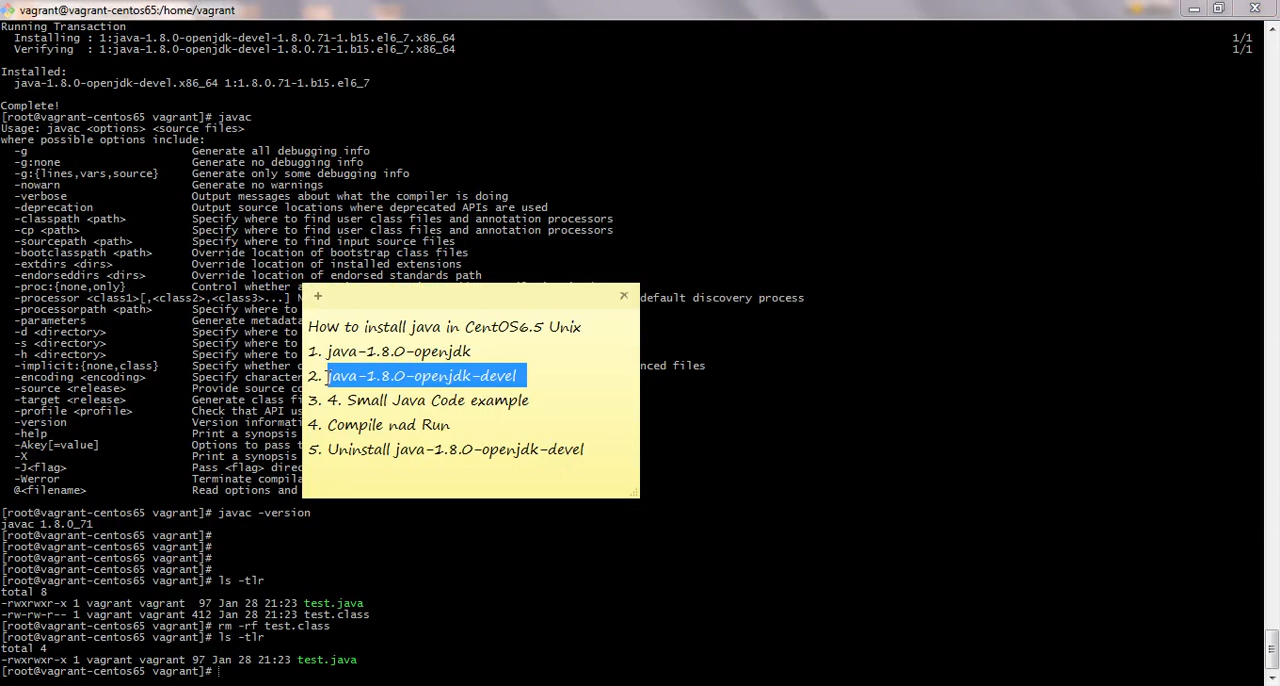 vagrant@vagrant-centos65:/home/vagrant
Running Transaction
  Installing : 1:java-1.8.0-openjdk-devel-1.8.0.71-1.b15.el6_7.x86_64 1/1
  Verifying  : 1:java-1.8.0-openjdk-devel-1.8.0.71-1.b15.el6_7.x86_64 1/1
Installed:
  java-1.8.0-openjdk-devel.x86_64 1:1.8.0.71-1.b15.el6_7
Complete!
[root@vagrant-centos65 vagrant]# javac
Usage: javac <options> <source files>
where possible options include:
  -g                         Generate all debugging info
  -g:none                    Generate no debugging info
  -g:{lines,vars,source}     Generate only some debugging info
  -nowarn                    Generate no warnings
  -verbose                   Output messages about what the compiler is doing
  -deprecation               Output source locations where deprecated APIs are used
  -classpath <path>          Specify where to find user class files and annotation processors
  -cp <path>                 Specify where to find user class files and annotation processors
  -sourcepath <path>         Specify where to find input source files
  -bootclasspath <path>      Override location of bootstrap class files
  -extdirs <dirs>            Override location of installed extensions
  -endorseddirs <dirs>       Override location of endorsed standards path
  -proc:{none,only}          Control whether a
  -processor <class1>[,<class2>,<class3>...] N default discovery process
  -processorpath <path>      Specify where to
  -parameters                Generate metadata
  -d <directory>             Specify where to
  -s <directory>             Specify where to
  -h <directory>             Specify where to
  -implicit:{none,class}     Specify whether o nced files
  -encoding <encoding>       Specify character
  -source <release>          Provide source co
  -target <release>          Generate class fi
  -profile <profile>         Check that API us
  -version                   Version informati
  -help                      Print a synopsis
  -Akey[=value]              Options to pass t
  -X                         Print a synopsis
  -J<flag>                   Pass <flag> direc
  -Werror                    Terminate compila
  @<filename>                Read options and
How to install java in CentOS6.5 Unix
1. java-1.8.0-openjdk
2. java-1.8.0-openjdk-devel
3. 4. Small Java Code example
4. Compile nad Run
5. Uninstall java-1.8.0-openjdk-devel
[root@vagrant-centos65 vagrant]# javac -version
javac 1.8.0_71
[root@vagrant-centos65 vagrant]#
[root@vagrant-centos65 vagrant]#
[root@vagrant-centos65 vagrant]#
[root@vagrant-centos65 vagrant]#
[root@vagrant-centos65 vagrant]# ls -tlr
total 8
-rwxrwxr-x 1 vagrant vagrant  97 Jan 28 21:23 test.java
-rw-rw-r-- 1 vagrant vagrant 412 Jan 28 21:23 test.class
[root@vagrant-centos65 vagrant]# rm -rf test.class
[root@vagrant-centos65 vagrant]# ls -tlr
total 4
-rwxrwxr-x 1 vagrant vagrant 97 Jan 28 21:23 test.java
[root@vagrant-centos65 vagrant]#